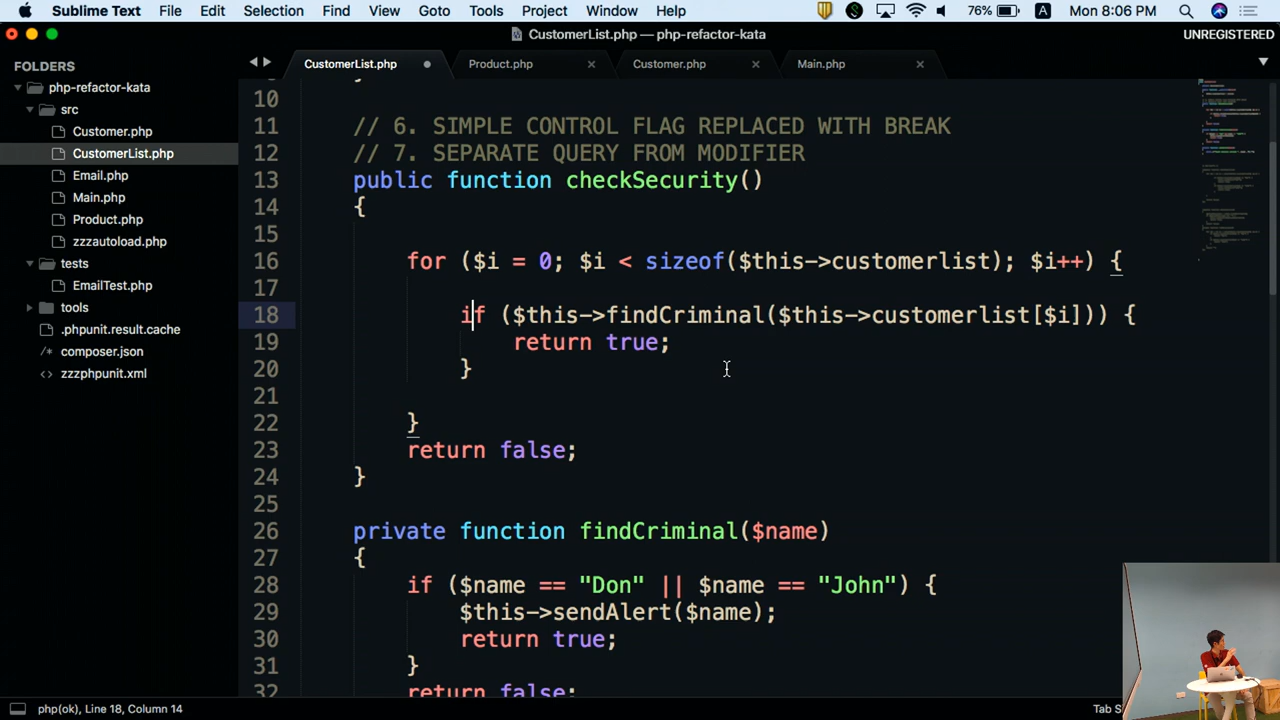 Sublime Text File Edit Selection Find View Goto Tools Project Window Help 76% A Mon 8:06 PM
CustomerList.php — php-refactor-kata UNREGISTERED
FOLDERS
php-refactor-kata
src
Customer.php
CustomerList.php
Email.php
Main.php
Product.php
zzzautoload.php
tests
EmailTest.php
tools
.phpunit.result.cache
composer.json
zzzphpunit.xml
CustomerList.php Product.php Customer.php Main.php
10
11 // 6. SIMPLE CONTROL FLAG REPLACED WITH BREAK
12 // 7. SEPARATE QUERY FROM MODIFIER
13 public function checkSecurity()
14 {
15
16 for ($i = 0; $i < sizeof($this->customerlist); $i++) {
17
18 if ($this->findCriminal($this->customerlist[$i])) {
19 return true;
20 }
21
22 }
23 return false;
24 }
25
26 private function findCriminal($name)
27 {
28 if ($name == "Don" || $name == "John") {
29 $this->sendAlert($name);
30 return true;
31 }
32 return false;
php(ok), Line 18, Column 14 Tab S